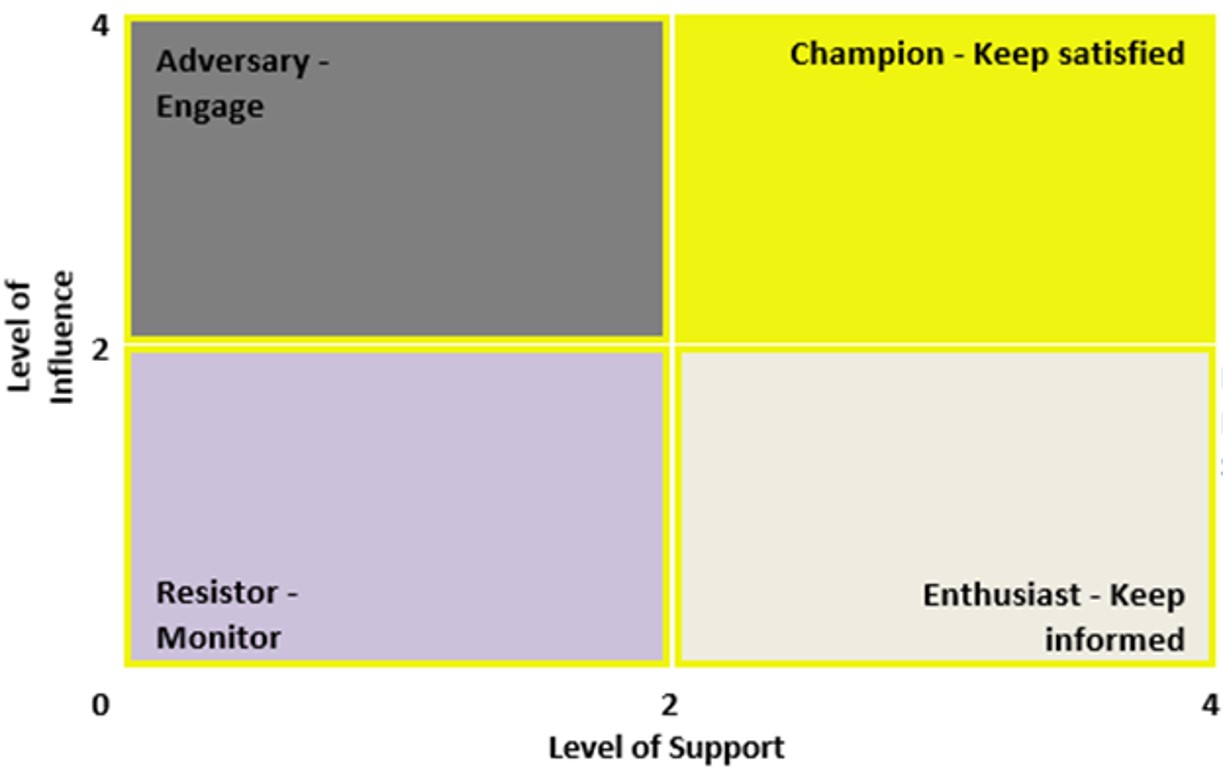 4
Adversary -
Engage
Champion - Keep satisfied
Level of
Influence
2
Resistor -
Monitor
Enthusiast - Keep
informed
0
2
4
Level of Support